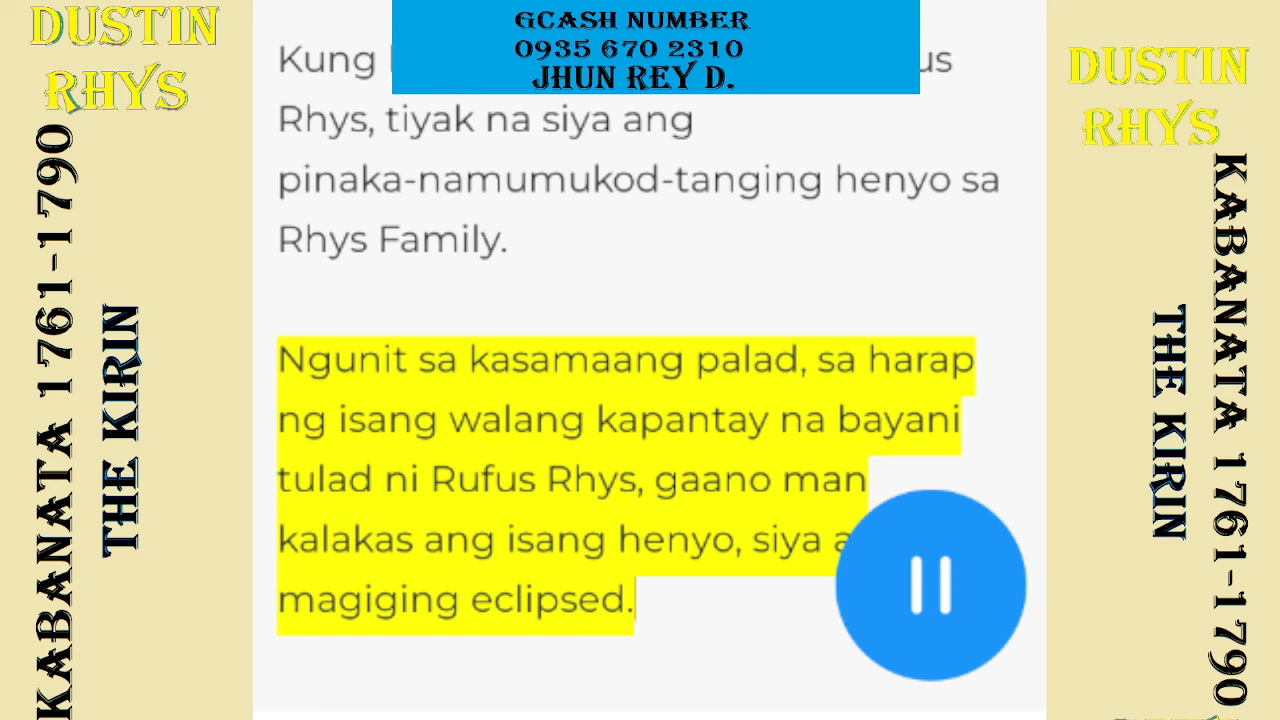 DUSTIN
RHYS
KABANATA 1761-1790
THE KIRIN
GCASH NUMBER
0935 670 2310
JHUN REY D.
Kung us
Rhys, tiyak na siya ang
pinaka-namumukod-tanging henyo sa
Rhys Family.
Ngunit sa kasamaang palad, sa harap
ng isang walang kapantay na bayani
tulad ni Rufus Rhys, gaano man
kalakas ang isang henyo, siya
magiging eclipsed.
DUSTIN
RHYS
KABANATA 1761-1790
THE KIRIN